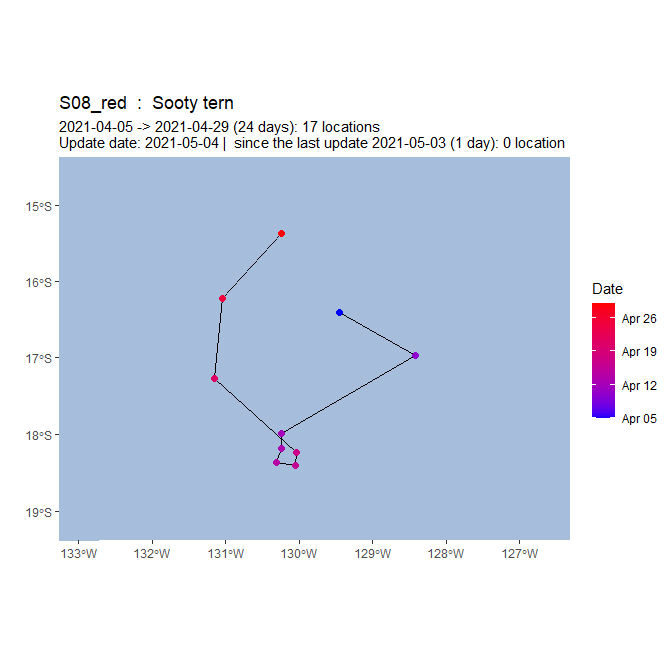 S08_red  :  Sooty tern
2021-04-05 -> 2021-04-29 (24 days): 17 locations
Update date: 2021-05-04 |  since the last update 2021-05-03 (1 day): 0 location
15°S
16°S
17°S
18°S
19°S
133°W
132°W
131°W
130°W
129°W
128°W
127°W
Date
Apr 26
Apr 19
Apr 12
Apr 05